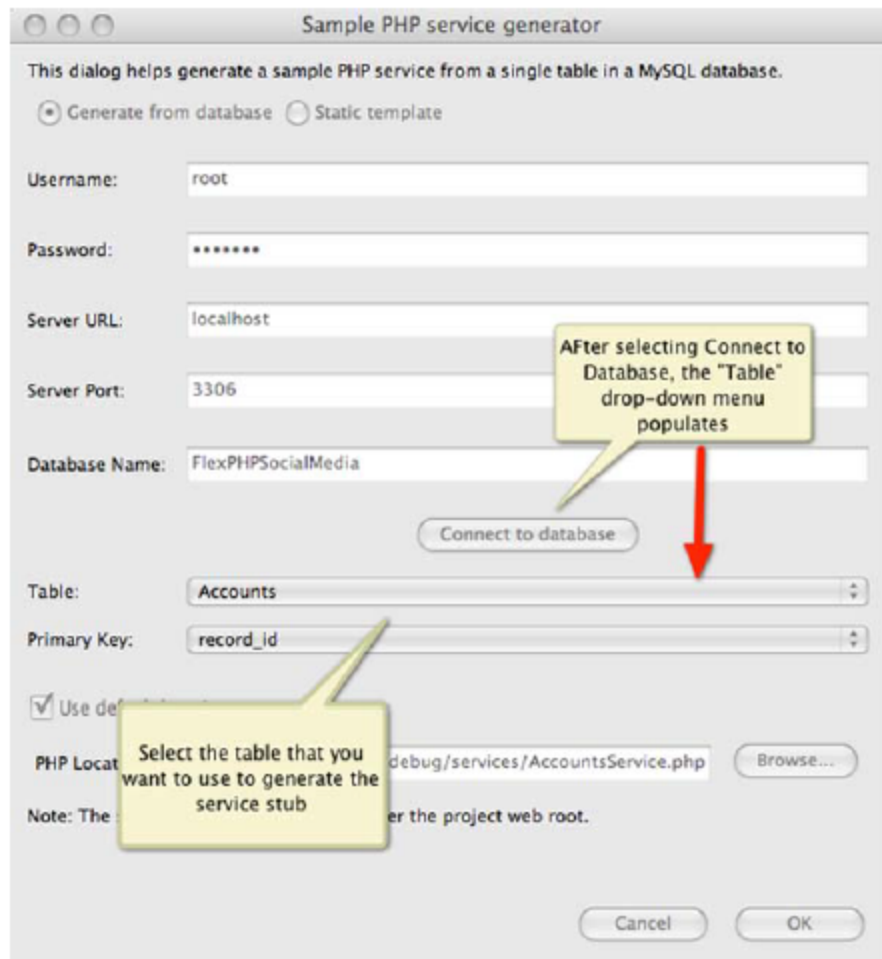 Sample PHP service generator
This dialog helps generate a sample PHP service from a single table in a MySQL database.
Generate from database Static template
Username: root
Password: •••••••
Server URL: localhost
AFter selecting Connect to
Database, the "Table"
drop-down menu
populates
Server Port: 3306
Database Name: FlexPHPSocialMedia
Connect to database
Table: Accounts
Primary Key: record_id
Use
Select the table that you
want to use to generate the
service stub
PHP debug/services/AccountsService.php Browse...
Note: The er the project web root.
Cancel OK